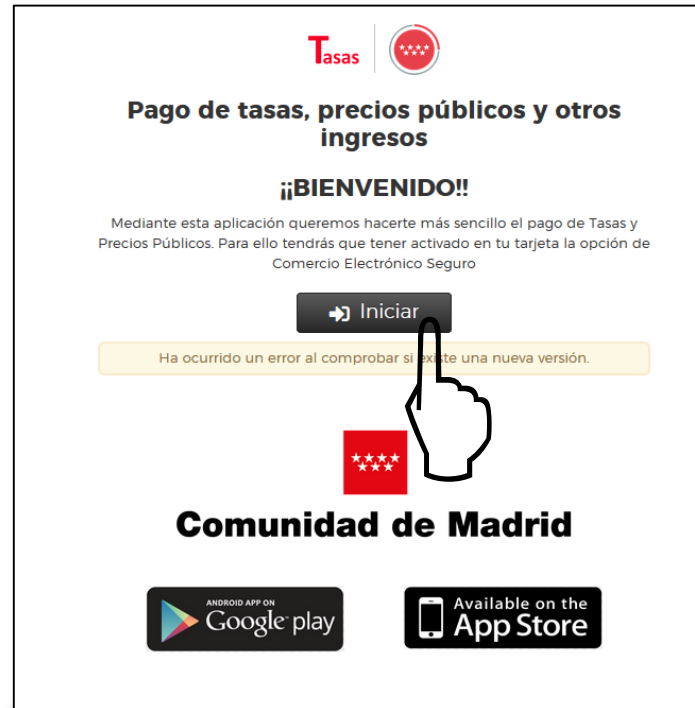 Tasas
Pago de tasas, precios públicos y otros
ingresos
¡¡BIENVENIDO!!
Mediante esta aplicación queremos hacerte más sencillo el pago de Tasas y
Precios Públicos. Para ello tendrás que tener activado en tu tarjeta la opción de
Comercio Electrónico Seguro
Iniciar
Ha ocurrido un error al comprobar si existe una nueva versión.
Comunidad de Madrid
ANDROID APP ON
Google play
Available on the
App Store